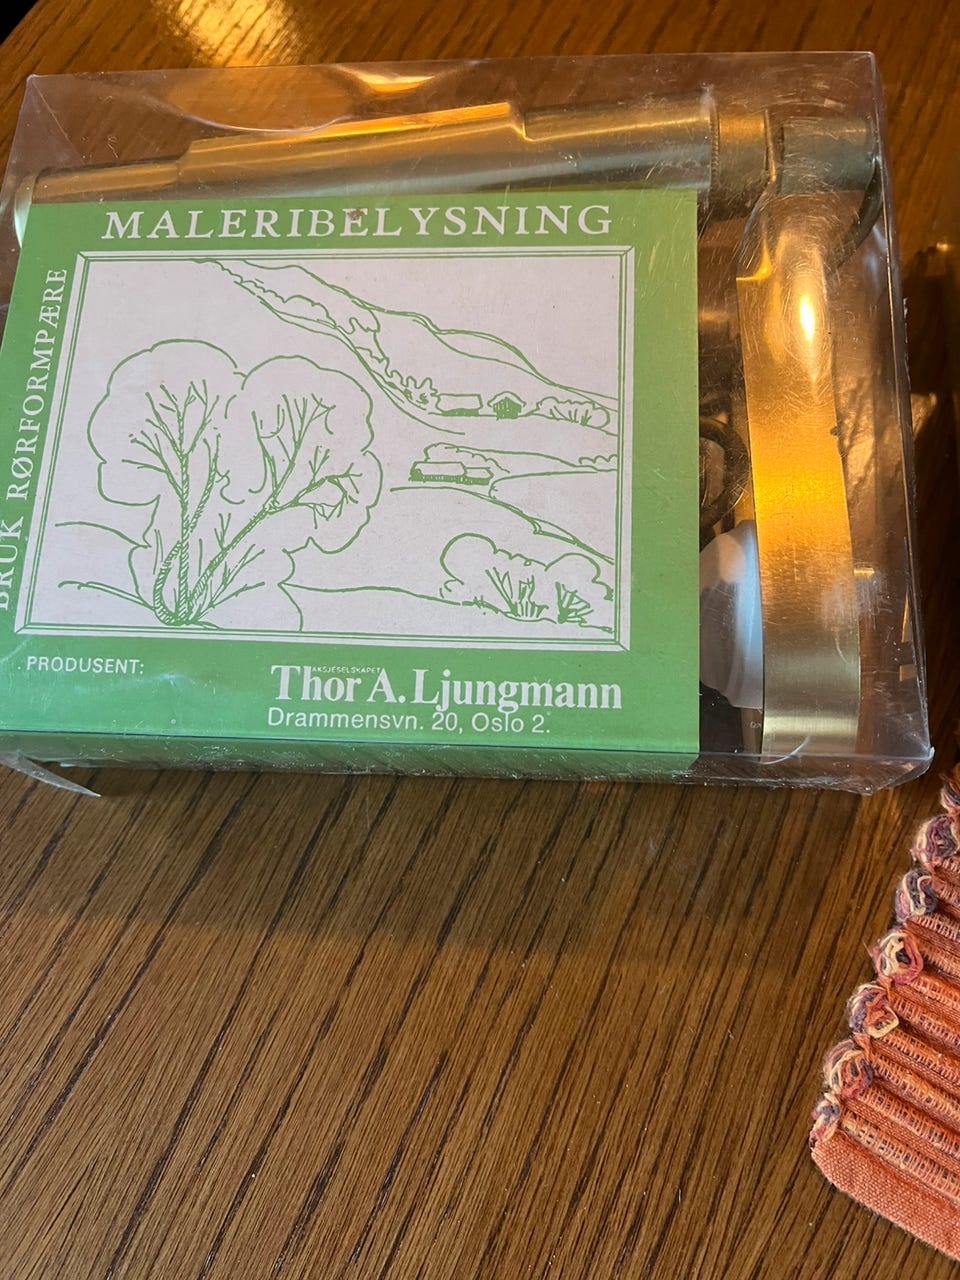 MALERIBELYSNING
BRUK RØRFORMPÆRE
PRODUSENT:
AKSJESELSKAPET
Thor A. Ljungmann
Drammensvn. 20, Oslo 2.